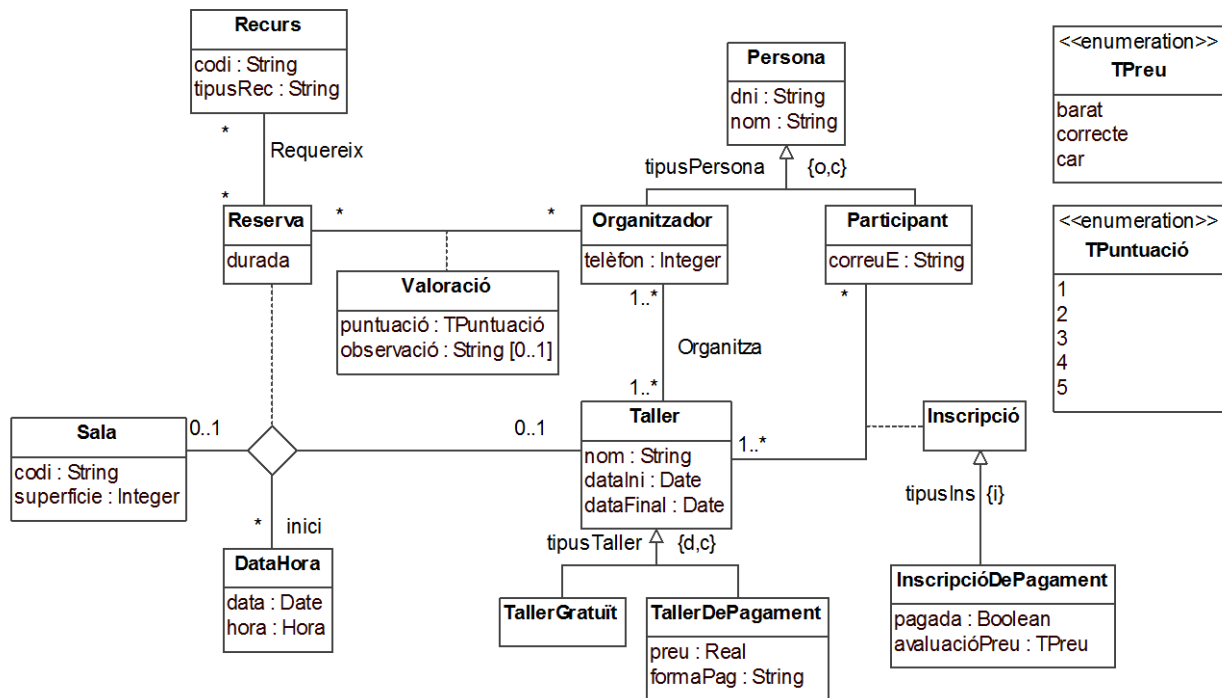 Recurs
codi : String
tipusRec : String
*
Requereix
*
Persona
dni : String
nom : String
tipusPersona {o,c}
<<enumeration>>
TPreu
barat
correcte
car
Reserva
durada
* *
Valoració
puntuació : TPuntuació
observació : String [0..1]
Organitzador
telèfon : Integer
Participant
correuE : String
<<enumeration>>
TPuntuació
1
2
3
4
5
1..*
Organitza
1..*
*
Sala
codi : String
superfície : Integer
0..1
0..1
* inici
DataHora
data : Date
hora : Hora
Taller
nom : String
dataIni : Date
dataFinal : Date
1..*
Inscripció
tipusIns {i}
tipusTaller {d,c}
TallerGratuït
TallerDePagament
preu : Real
formaPag : String
InscripcióDePagament
pagada : Boolean
avaluacióPreu : TPreu